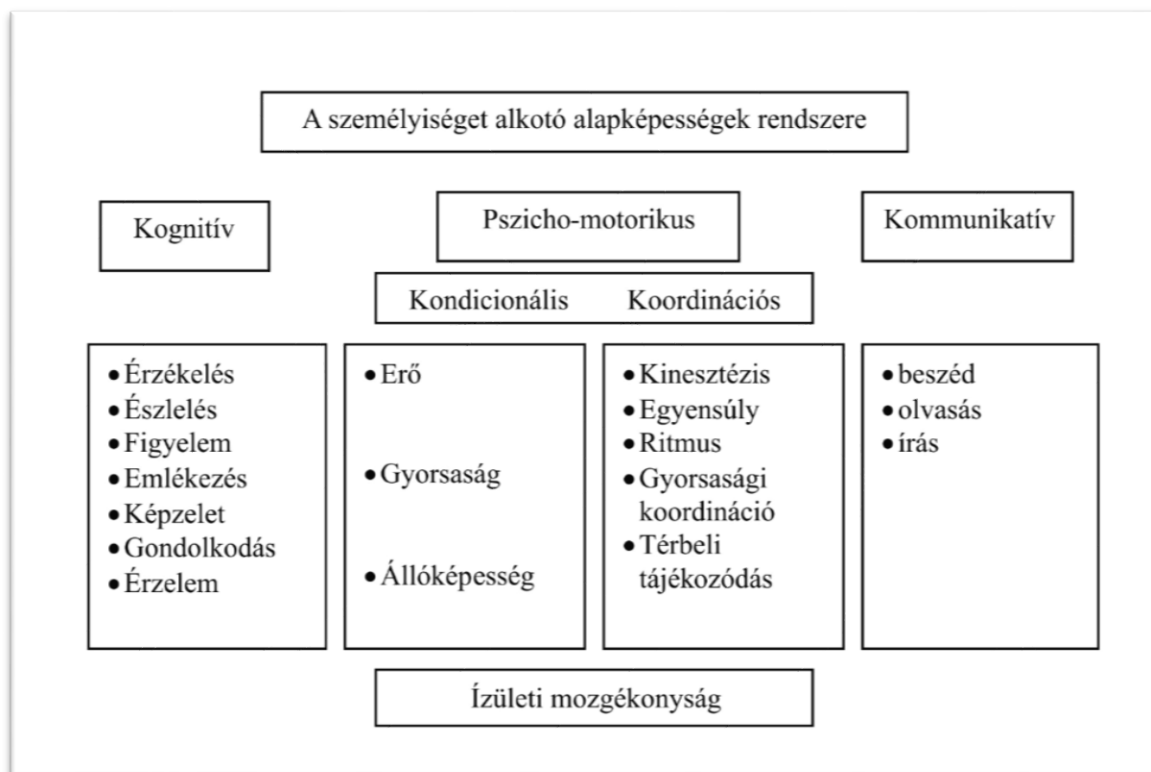 A személyiséget alkotó alapképességek rendszere
Kognitív
Pszicho-motorikus
Kommunikatív
Kondicionális Koordinációs
• Érzékelés
• Észlelés
• Figyelem
• Emlékezés
• Képzelet
• Gondolkodás
• Érzelem
• Erő
• Gyorsaság
• Állóképesség
• Kinesztézis
• Egyensúly
• Ritmus
• Gyorsasági
koordináció
• Térbeli
tájékozódás
• beszéd
• olvasás
• írás
Ízületi mozgékonyság